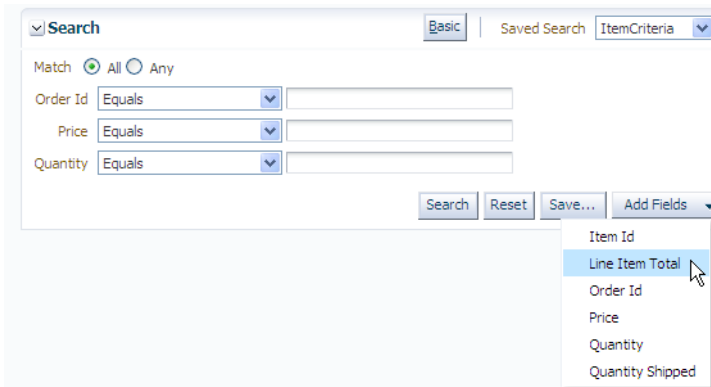 Search Basic Saved Search ItemCriteria
Match All Any
Order Id Equals
Price Equals
Quantity Equals
Search Reset Save... Add Fields
Item Id
Line Item Total
Order Id
Price
Quantity
Quantity Shipped